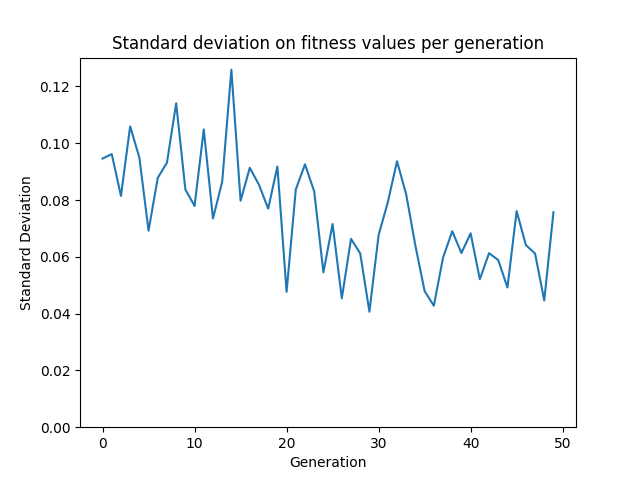 Standard deviation on fitness values per generation
0.12
0.10
0.08
0.06
0.04
0.02
0.00
Standard Deviation
0 10 20 30 40 50
Generation